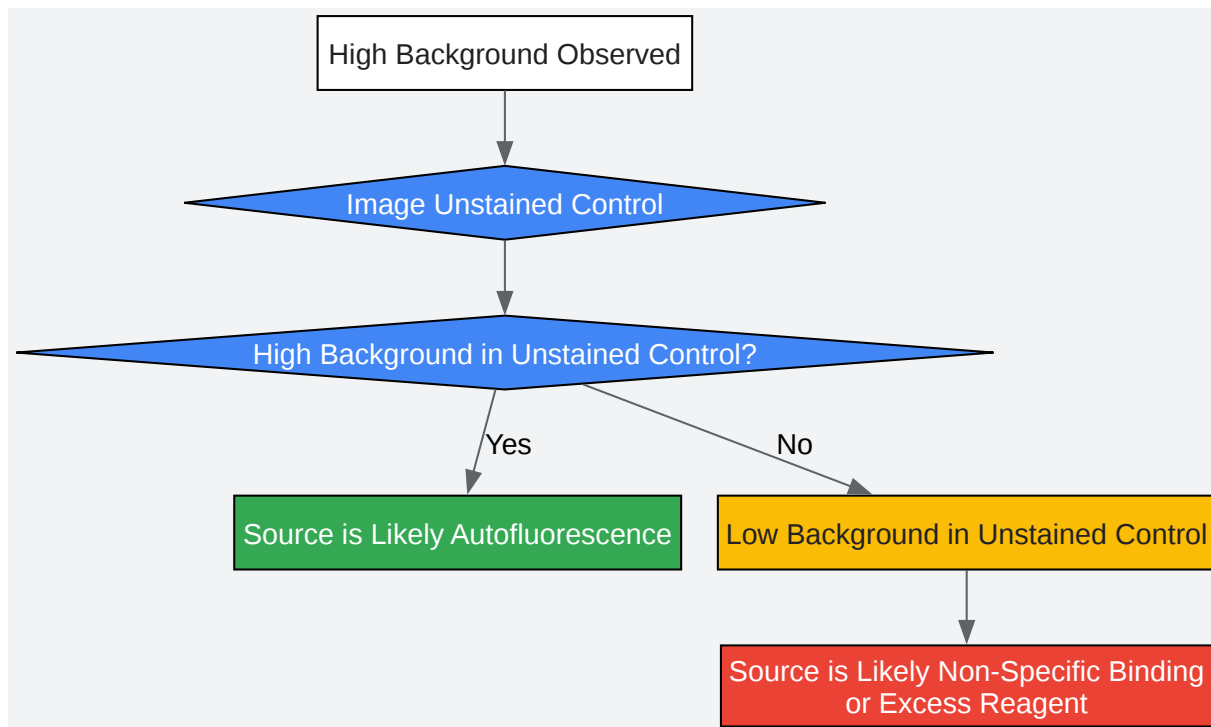 High Background Observed
Image Unstained Control
High Background in Unstained Control?
Yes
No
Source is Likely Autofluorescence
Low Background in Unstained Control
Source is Likely Non-Specific Binding
or Excess Reagent